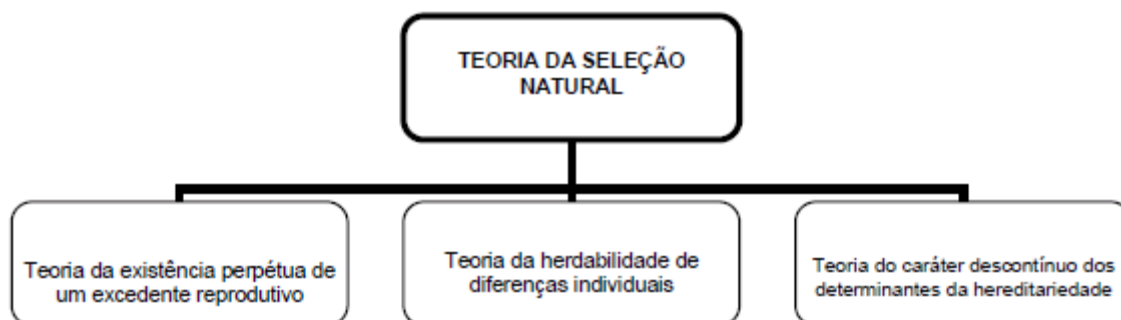 TEORIA DA SELEÇÃO
NATURAL
Teoria da existência perpétua de
um excedente reprodutivo
Teoria da herdabilidade de
diferenças individuais
Teoria do caráter descontínuo dos
determinantes da hereditariedade